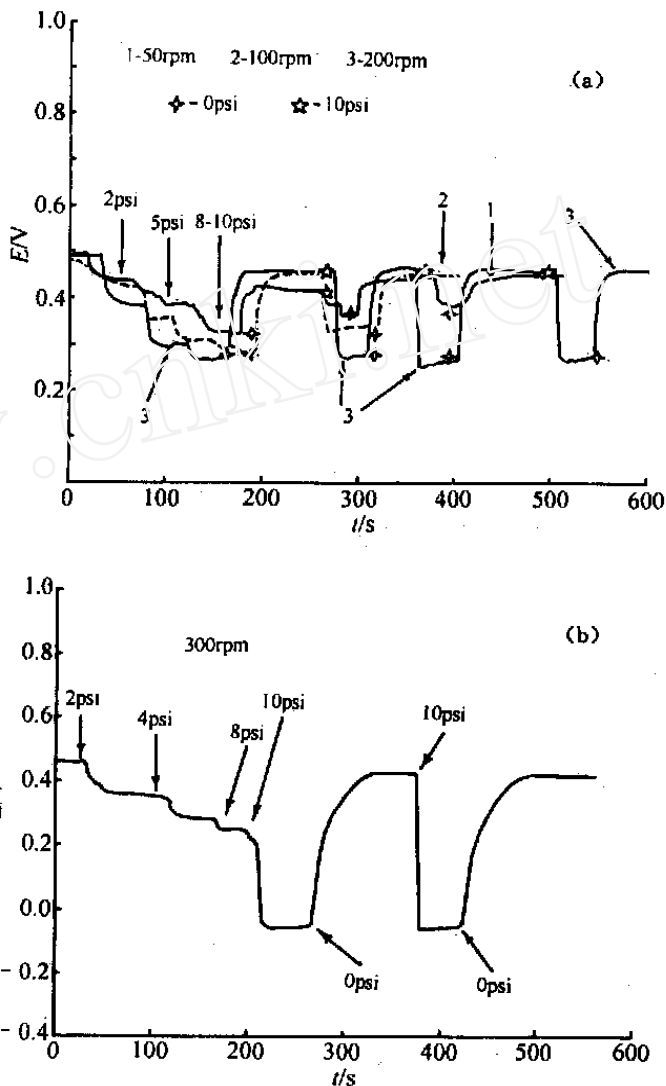 1.0
1-50rpm 2-100rpm 3-200rpm
(a)
- 0psi - 10psi
0.8
E/V
0.6
2psi
5psi
8-10psi
2
1
3
0.4
0.2
3
3
0
0 100 200 300 400 500 600
t/s
.cnki.net
1.0
300rpm
(b)
0.8
0.6
2psi
4psi
8psi
10psi
10psi
0.4
0.2
0.0
0psi
0psi
- 0.2
- 0.4
0 100 200 300 400 500 600
t/s